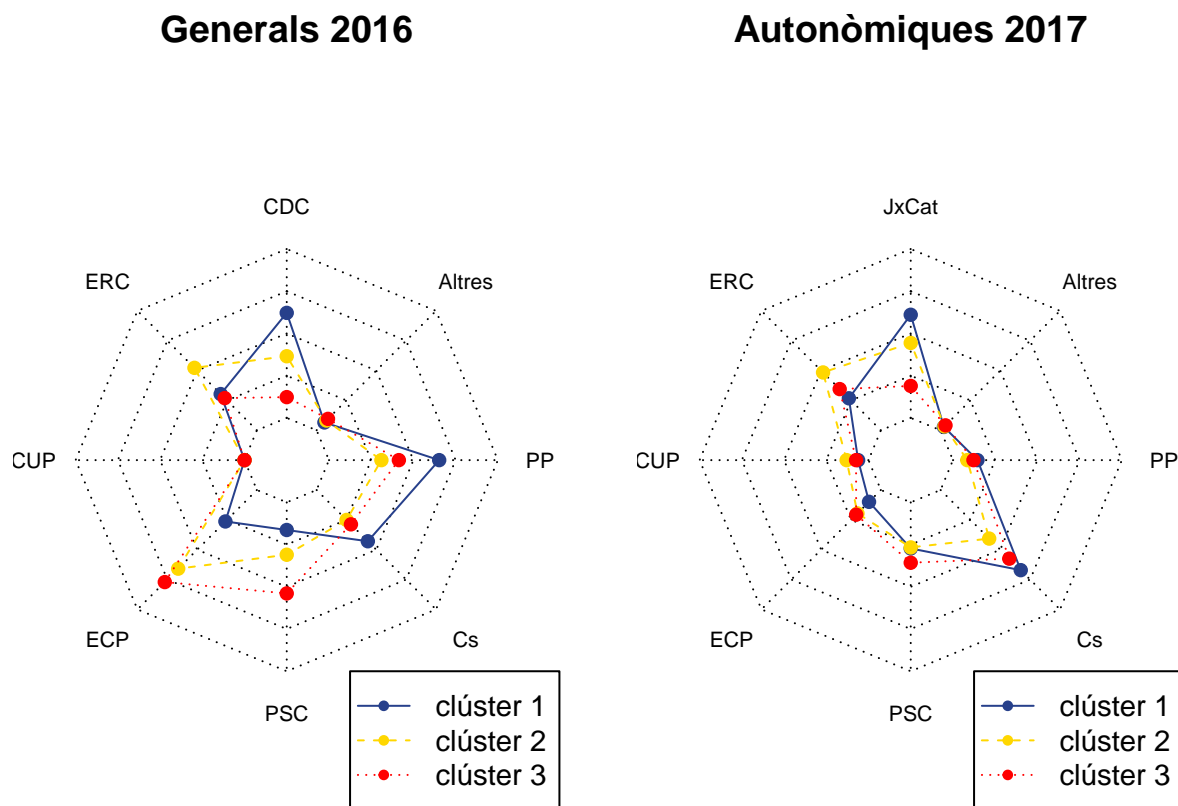 Generals 2016
CDC
Altres
ERC
CUP
PP
ECP
Cs
PSC
clúster 1
clúster 2
clúster 3
Autonòmiques 2017
JxCat
Altres
ERC
CUP
PP
ECP
Cs
PSC
clúster 1
clúster 2
clúster 3